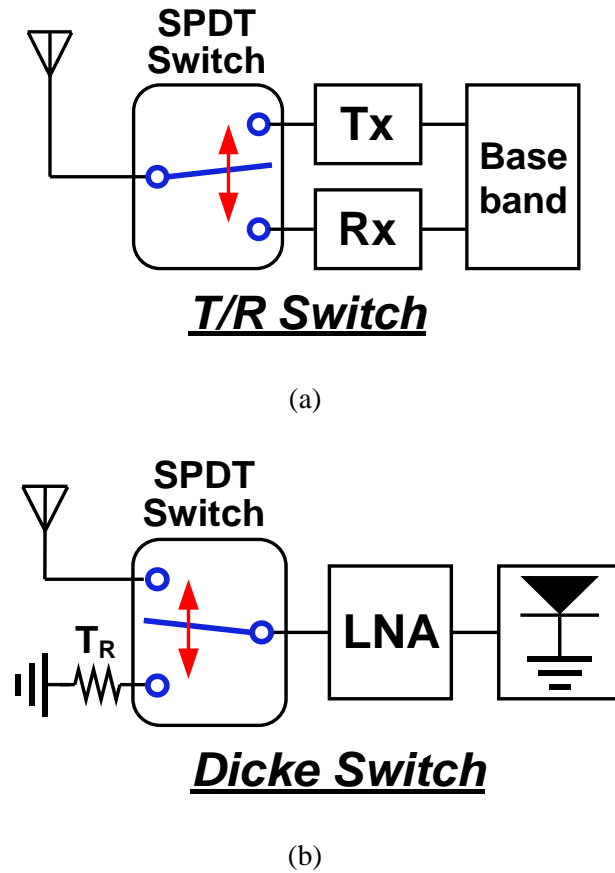 SPDT
Switch
Tx
Rx
Base
band
T/R Switch
(a)
SPDT
Switch
TR
LNA
Dicke Switch
(b)